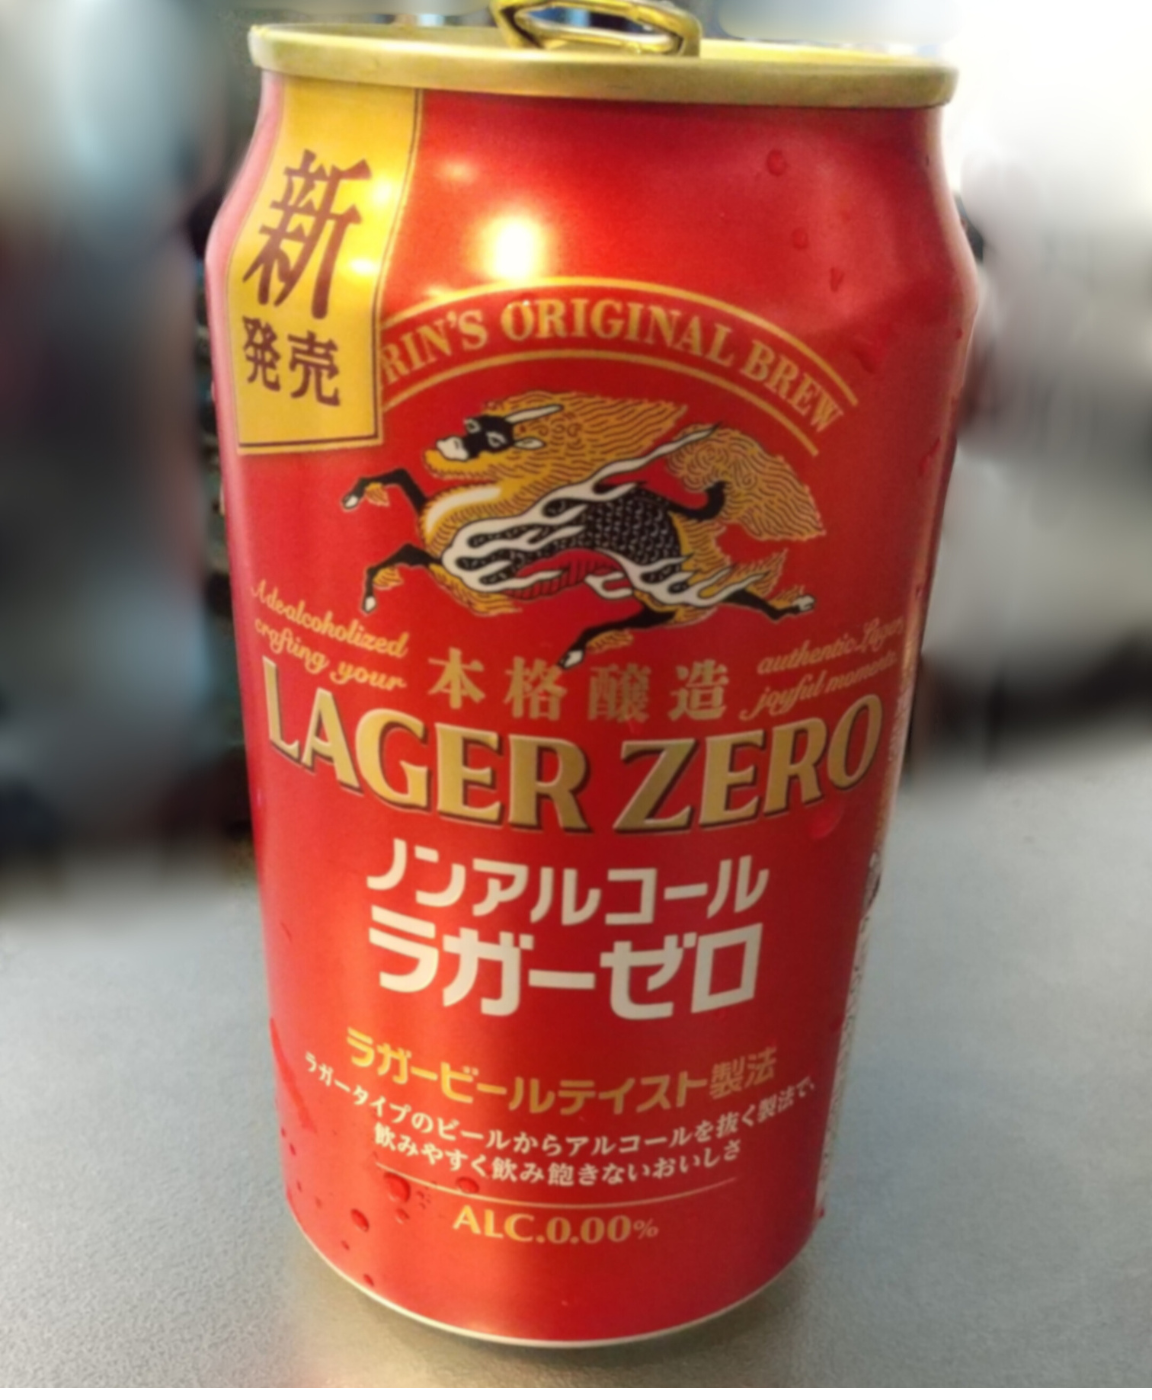 新
発売
RIN'S ORIGINAL BREW
A dealcoholized
crafting your
authentic Lager
joyful moments
本格醸造
LAGER ZERO
ノンアルコール
ラガーゼロ
ラガービールテイスト製法
ラガータイプのビールからアルコールを抜く製法で、
飲みやすく飲み飽きないおいしさ
ALC.0.00%